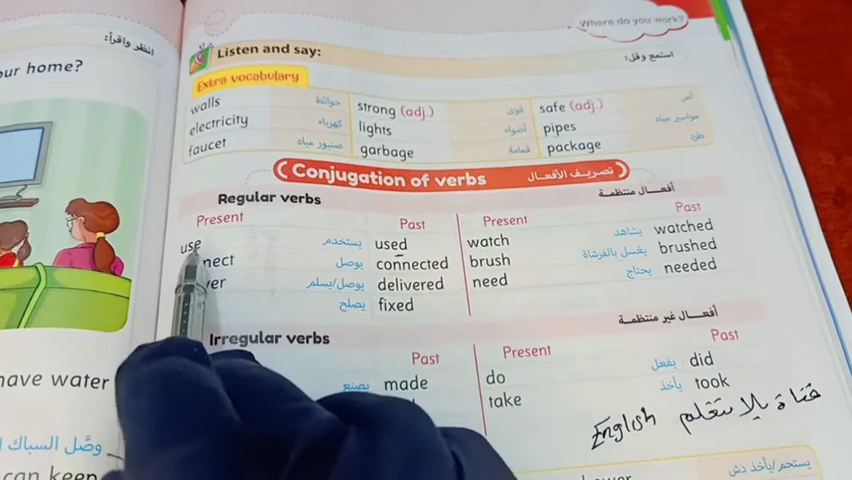 Where do you work?
انظر واقرأ:
our home?
Listen and say:
استمع وقل:
Extra vocabulary
walls حوائط strong (adj.) قوى safe (adj.) آمن
electricity كهرباء lights أضواء pipes مواسير مياه
faucet صنبور مياه garbage قمامة package طرد
Conjugation of verbs تصريف الأفعال
Regular verbs أفعال منتظمة
Present Past Present Past
use يستخدم used watch يشاهد watched
nect يوصل connected brush يغسل بالفرشاة brushed
ver يوصل/يسلم delivered need يحتاج needed
يصلح fixed
Irregular verbs أفعال غير منتظمة
Past Present Past
يصنع made do يفعل did
take يأخذ took
have water
English قناة يلا نتعلم
وصَّل السباك
can keep
يستحم/يأخذ دش